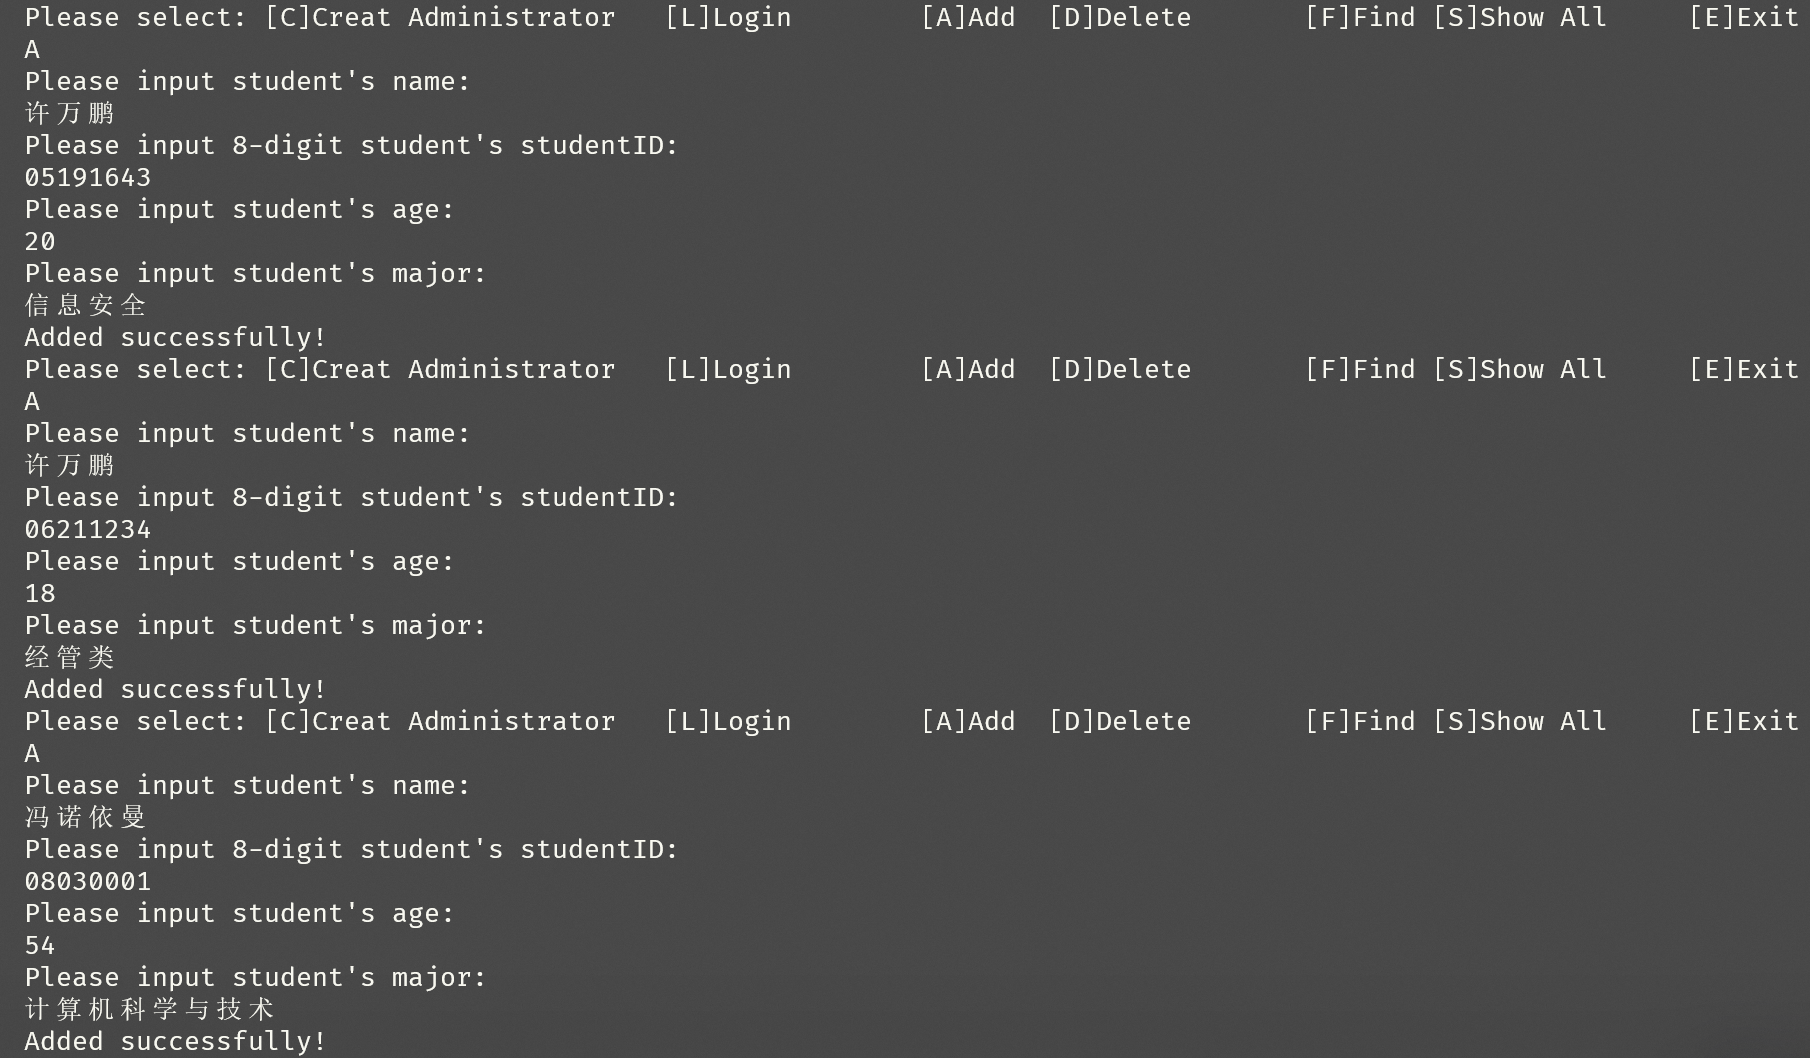 Please select: [C]Creat Administrator   [L]Login        [A]Add  [D]Delete       [F]Find [S]Show All     [E]Exit
A
Please input student's name:
许万鹏
Please input 8-digit student's studentID:
05191643
Please input student's age:
20
Please input student's major:
信息安全
Added successfully!
Please select: [C]Creat Administrator   [L]Login        [A]Add  [D]Delete       [F]Find [S]Show All     [E]Exit
A
Please input student's name:
许万鹏
Please input 8-digit student's studentID:
06211234
Please input student's age:
18
Please input student's major:
经管类
Added successfully!
Please select: [C]Creat Administrator   [L]Login        [A]Add  [D]Delete       [F]Find [S]Show All     [E]Exit
A
Please input student's name:
冯诺依曼
Please input 8-digit student's studentID:
08030001
Please input student's age:
54
Please input student's major:
计算机科学与技术
Added successfully!